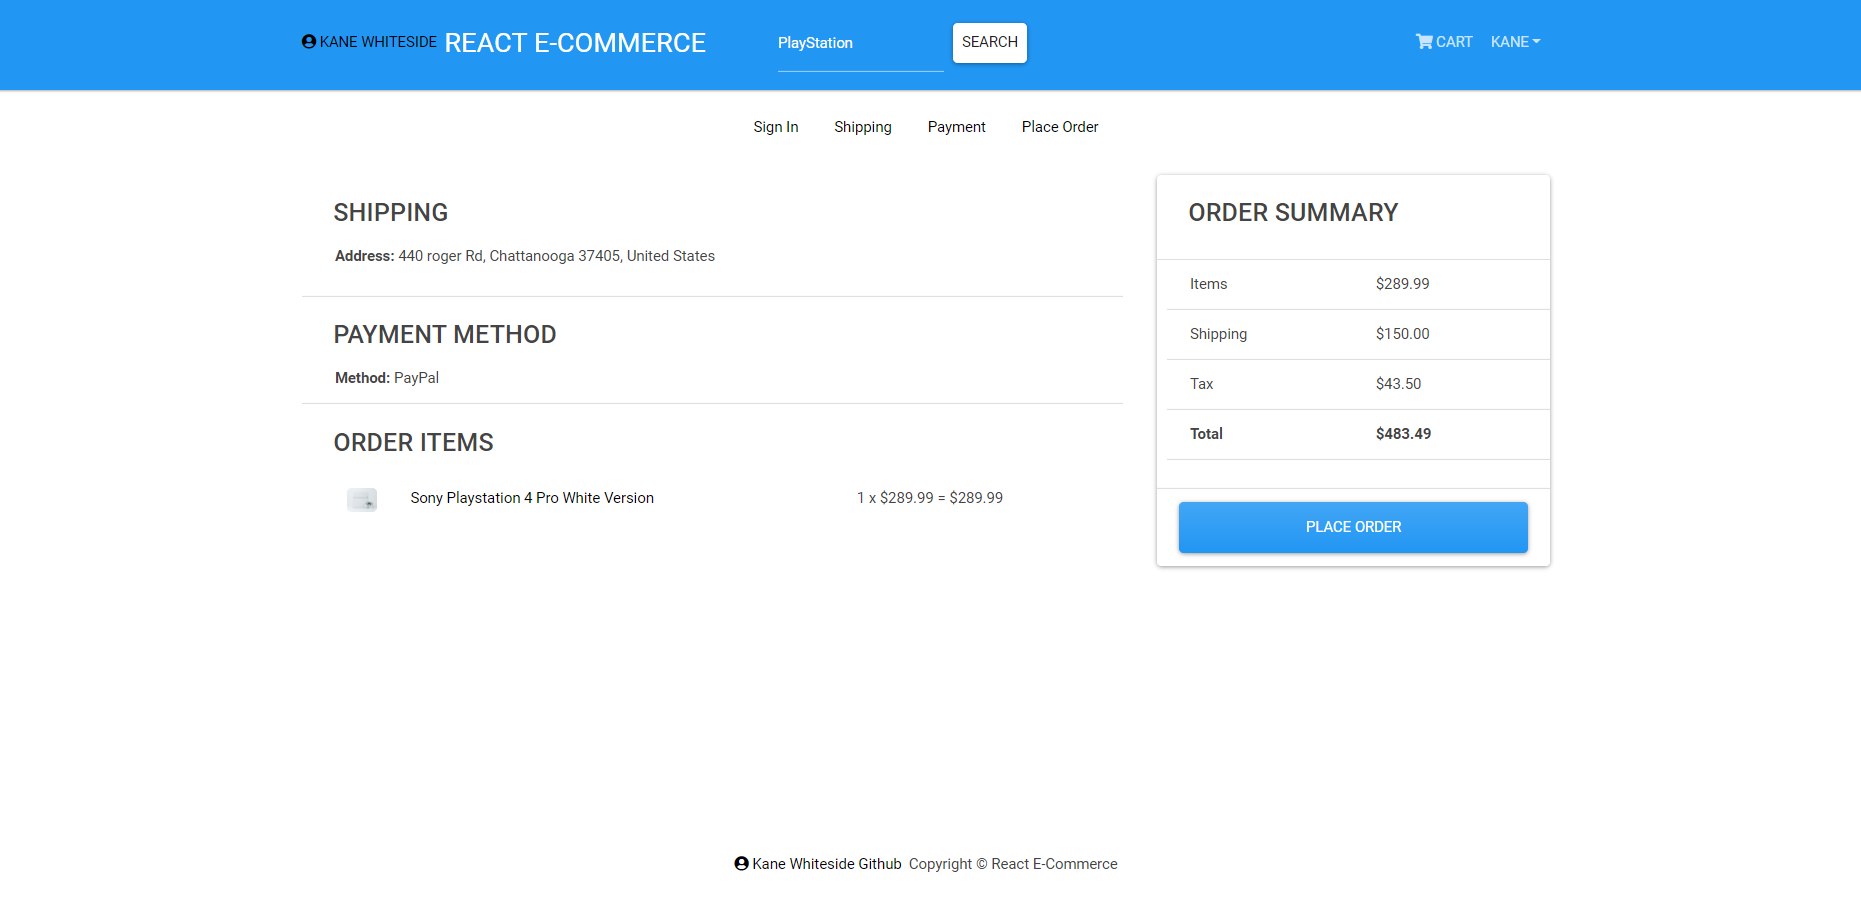 KANE WHITESIDE REACT E-COMMERCE PlayStation SEARCH CART KANE
Sign In Shipping Payment Place Order
SHIPPING
Address: 440 roger Rd, Chattanooga 37405, United States
PAYMENT METHOD
Method: PayPal
ORDER ITEMS
Sony Playstation 4 Pro White Version 1 x $289.99 = $289.99
ORDER SUMMARY
Items $289.99
Shipping $150.00
Tax $43.50
Total $483.49
PLACE ORDER
Kane Whiteside Github Copyright © React E-Commerce